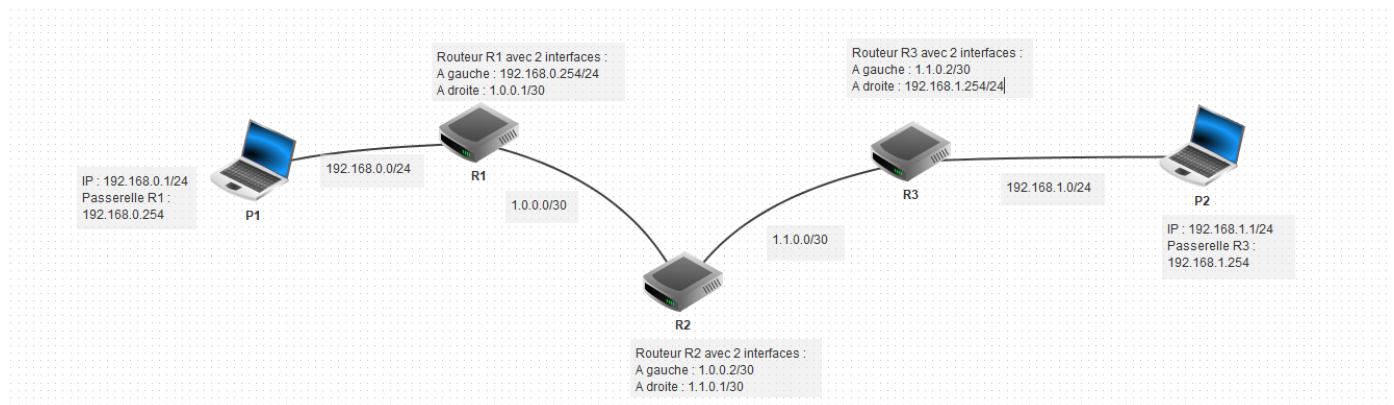 Routeur R1 avec 2 interfaces :
A gauche : 192.168.0.254/24
A droite : 1.0.0.1/30
Routeur R3 avec 2 interfaces :
A gauche : 1.1.0.2/30
A droite : 192.168.1.254/24
IP : 192.168.0.1/24
Passerelle R1 :
192.168.0.254
P1
192.168.0.0/24
R1
1.0.0.0/30
R2
1.1.0.0/30
R3
192.168.1.0/24
P2
IP : 192.168.1.1/24
Passerelle R3 :
192.168.1.254
Routeur R2 avec 2 interfaces :
A gauche : 1.0.0.2/30
A droite : 1.1.0.1/30